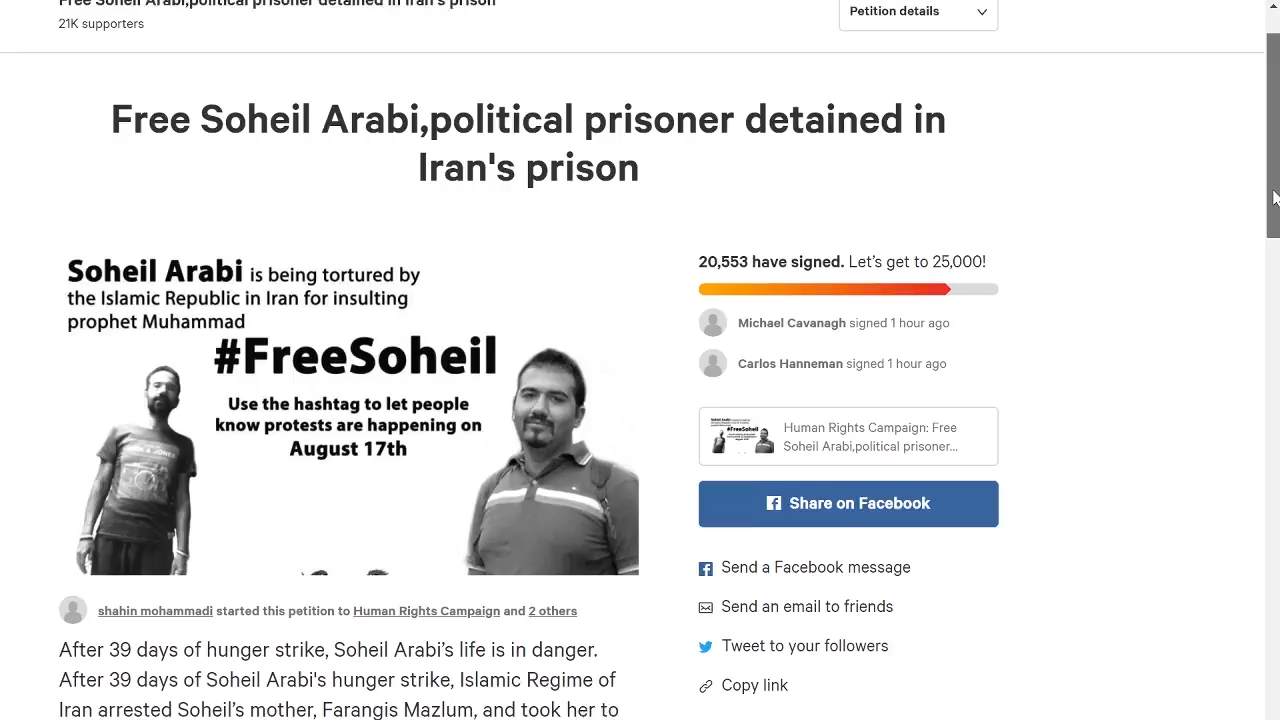 Free Soheil Arabi,political prisoner detained in Iran's prison
21K supporters
Petition details
Free Soheil Arabi,political prisoner detained in
Iran's prison
Soheil Arabi is being tortured by
the Islamic Republic in Iran for insulting
prophet Muhammad
#FreeSoheil
Use the hashtag to let people
know protests are happening on
August 17th
shahin mohammadi started this petition to Human Rights Campaign and 2 others
After 39 days of hunger strike, Soheil Arabi’s life is in danger.
After 39 days of Soheil Arabi's hunger strike, Islamic Regime of
Iran arrested Soheil’s mother, Farangis Mazlum, and took her to
20,553 have signed. Let’s get to 25,000!
Michael Cavanagh signed 1 hour ago
Carlos Hanneman signed 1 hour ago
Human Rights Campaign: Free
Soheil Arabi,political prisoner...
Share on Facebook
Send a Facebook message
Send an email to friends
Tweet to your followers
Copy link